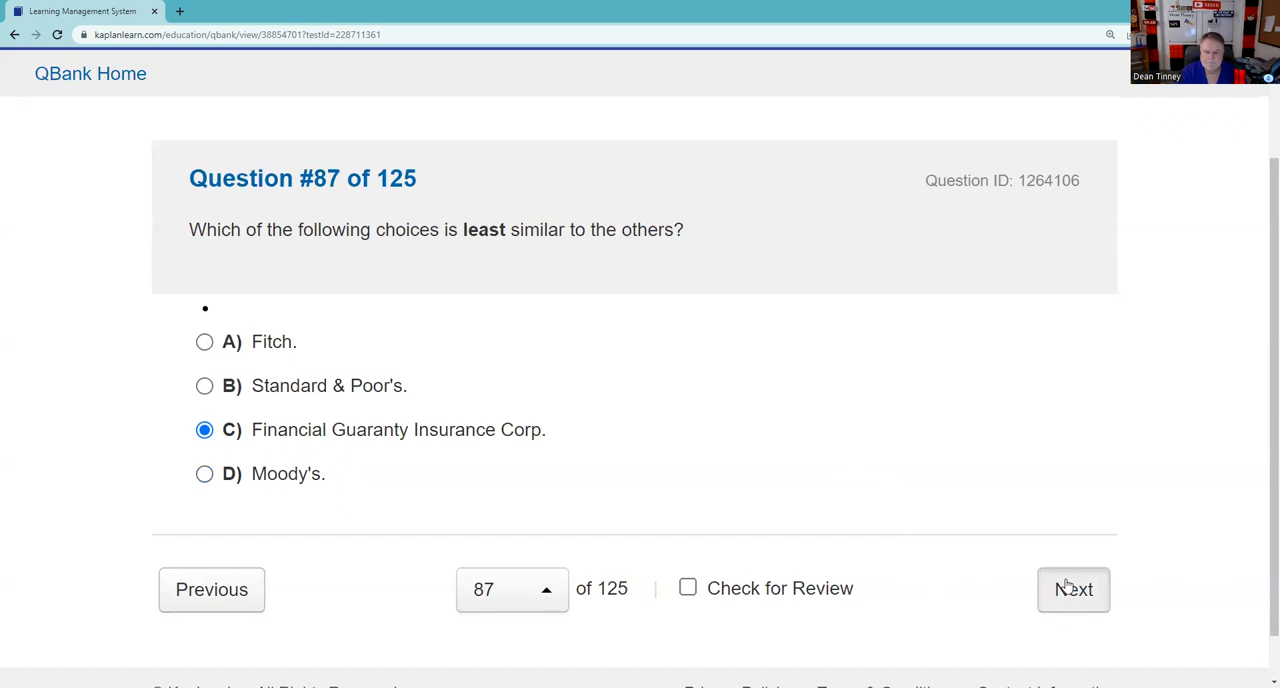 Learning Management System
kaplanlearn.com/education/qbank/view/38854701?testId=228711361
Dean Tinney
QBank Home
Question #87 of 125
Question ID: 1264106
Which of the following choices is least similar to the others?
A) Fitch.
B) Standard & Poor's.
C) Financial Guaranty Insurance Corp.
D) Moody's.
Previous
87
of 125
Check for Review
Next